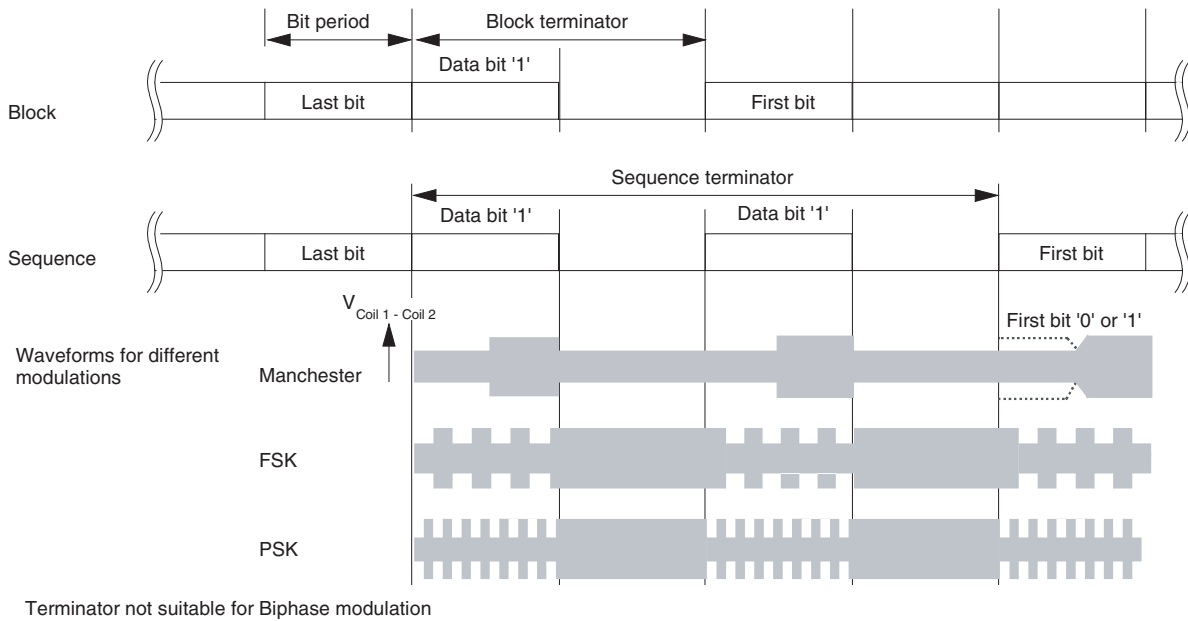 Bit period
Block terminator
Data bit '1'
Block
Last bit
First bit
Sequence terminator
Data bit '1'
Data bit '1'
Sequence
Last bit
First bit
V Coil 1 - Coil 2
First bit '0' or '1'
Waveforms for different
modulations
Manchester
FSK
PSK
Terminator not suitable for Biphase modulation